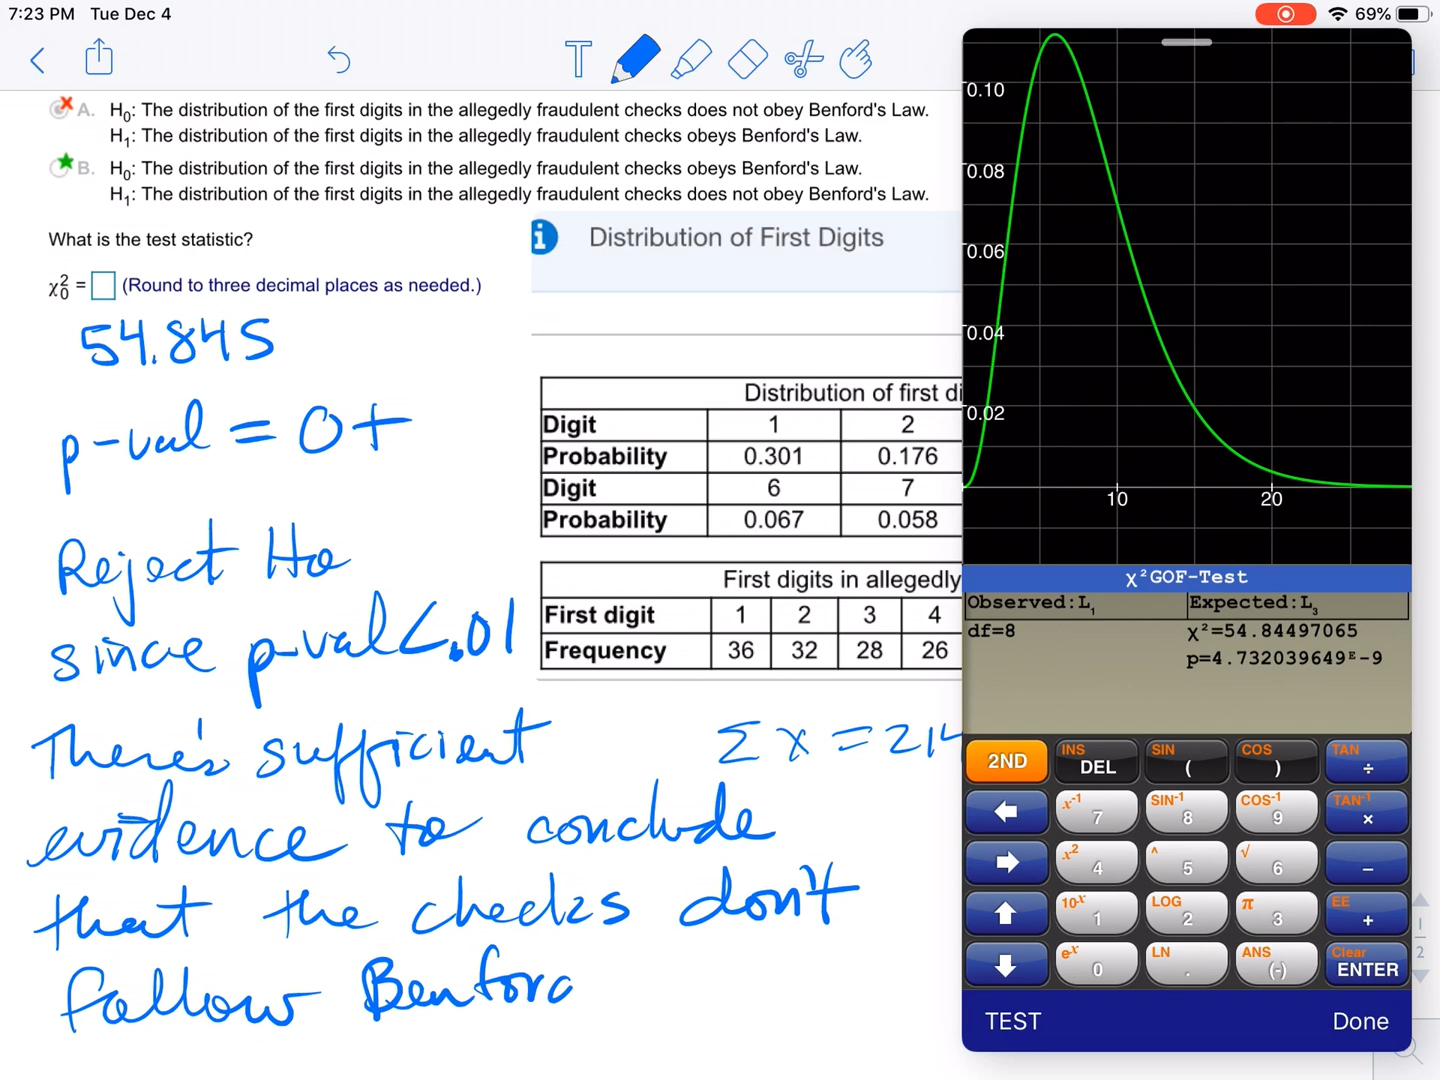 7:23 PM Tue Dec 4
69%
T
A. H0: The distribution of the first digits in the allegedly fraudulent checks does not obey Benford's Law.
H1: The distribution of the first digits in the allegedly fraudulent checks obeys Benford's Law.
B. H0: The distribution of the first digits in the allegedly fraudulent checks obeys Benford's Law.
H1: The distribution of the first digits in the allegedly fraudulent checks does not obey Benford's Law.
What is the test statistic?
χ²0 = (Round to three decimal places as needed.)
54.845
p-val = 0+
Reject Ho
since p-val <.01
There's sufficient
evidence to conclude
that the checks don't
follow Benford
i Distribution of First Digits
Distribution of first di
Digit 1 2
Probability 0.301 0.176
Digit 6 7
Probability 0.067 0.058
First digits in allegedly
First digit 1 2 3 4
Frequency 36 32 28 26
Σ x = 214
0.10
0.08
0.06
0.04
0.02
10 20
χ²GOF-Test
Observed:L1 Expected:L3
df=8 χ²=54.84497065
p=4.732039649E-9
2ND INS DEL SIN ( COS ) TAN ÷
x-1 7 SIN-1 8 COS-1 9 TAN-1 ×
x2 4 ^ 5 √ 6 −
10x 1 LOG 2 π 3 EE +
ex 0 LN . ANS (-) Clear ENTER
TEST Done
1
2